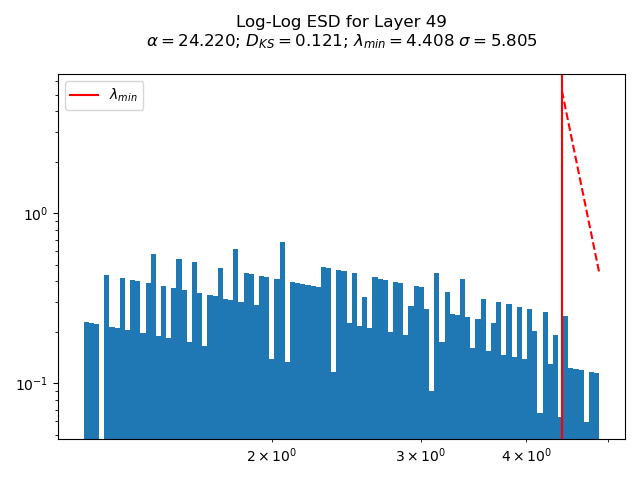 Log-Log ESD for Layer 49
α = 24.220; D_KS = 0.121; λ_min = 4.408 σ = 5.805
λ_min
10⁰
10⁻¹
2 × 10⁰
3 × 10⁰
4 × 10⁰